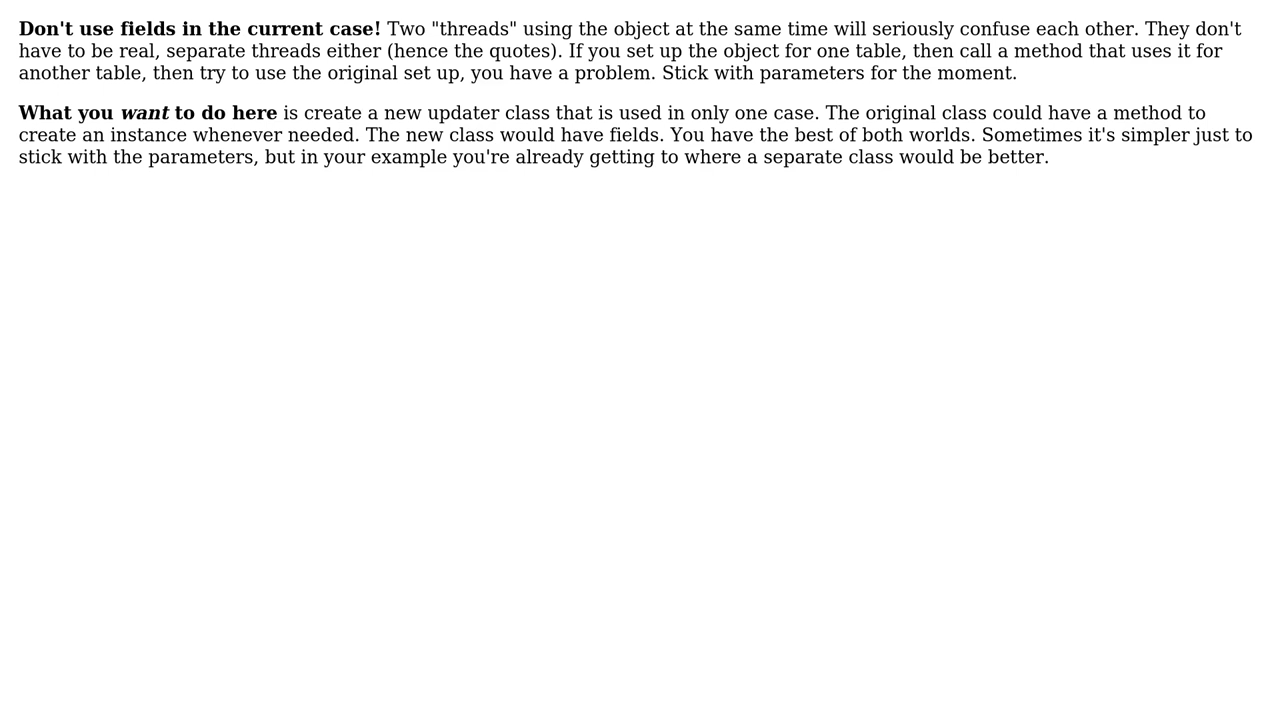 Don't use fields in the current case! Two "threads" using the object at the same time will seriously confuse each other. They don't
have to be real, separate threads either (hence the quotes). If you set up the object for one table, then call a method that uses it for
another table, then try to use the original set up, you have a problem. Stick with parameters for the moment.
What you want to do here is create a new updater class that is used in only one case. The original class could have a method to
create an instance whenever needed. The new class would have fields. You have the best of both worlds. Sometimes it's simpler just to
stick with the parameters, but in your example you're already getting to where a separate class would be better.